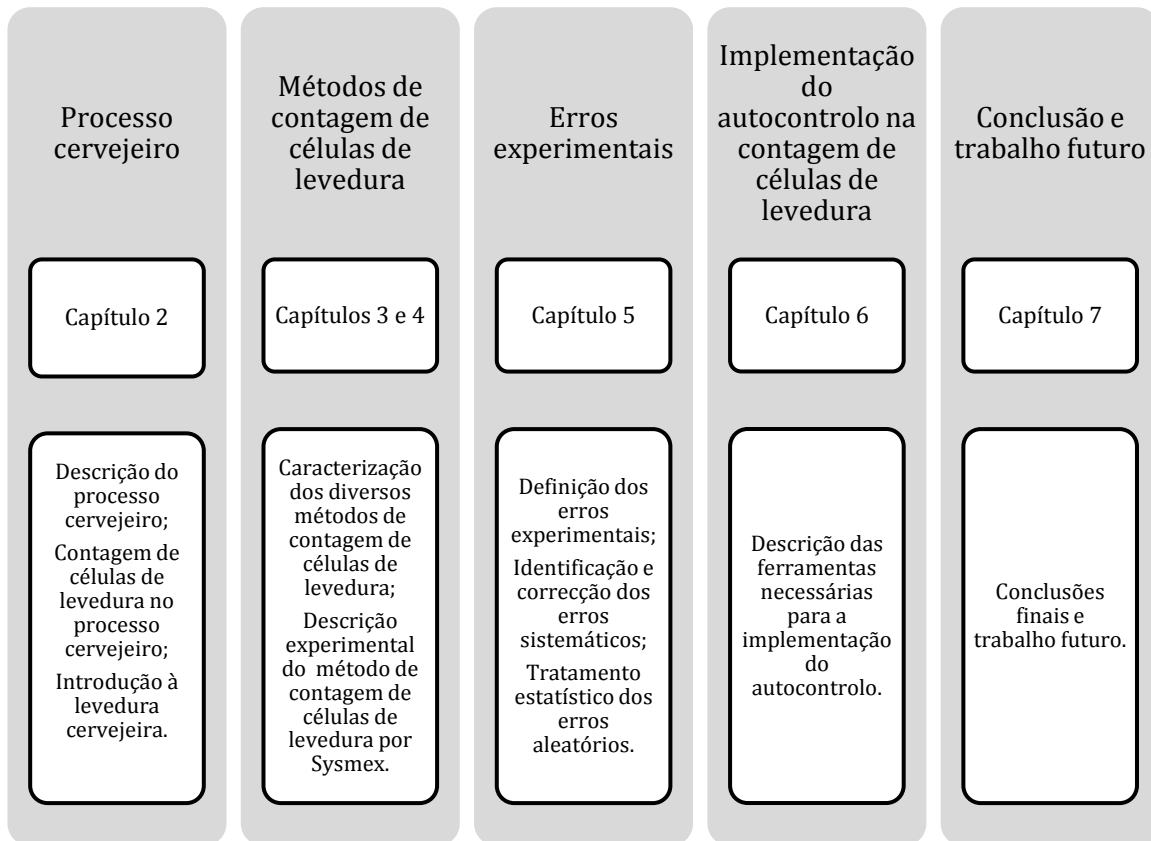 Processo
cervejeiro
Capítulo 2
Descrição do
processo
cervejeiro;
Contagem de
células de
levedura no
processo
cervejeiro;
Introdução à
levedura
cervejeira.
Métodos de
contagem de
células de
levedura
Capítulos 3 e 4
Caracterização
dos diversos
métodos de
contagem de
células de
levedura;
Descrição
experimental
do método de
contagem de
células de
levedura por
Sysmex.
Erros
experimentais
Capítulo 5
Definição dos
erros
experimentais;
Identificação e
correcção dos
erros
sistemáticos;
Tratamento
estatístico dos
erros
aleatórios.
Implementação
do
autocontrolo na
contagem de
células de
levedura
Capítulo 6
Descrição das
ferramentas
necessárias
para a
implementação
do
autocontrolo.
Conclusão e
trabalho futuro
Capítulo 7
Conclusões
finais e
trabalho futuro.